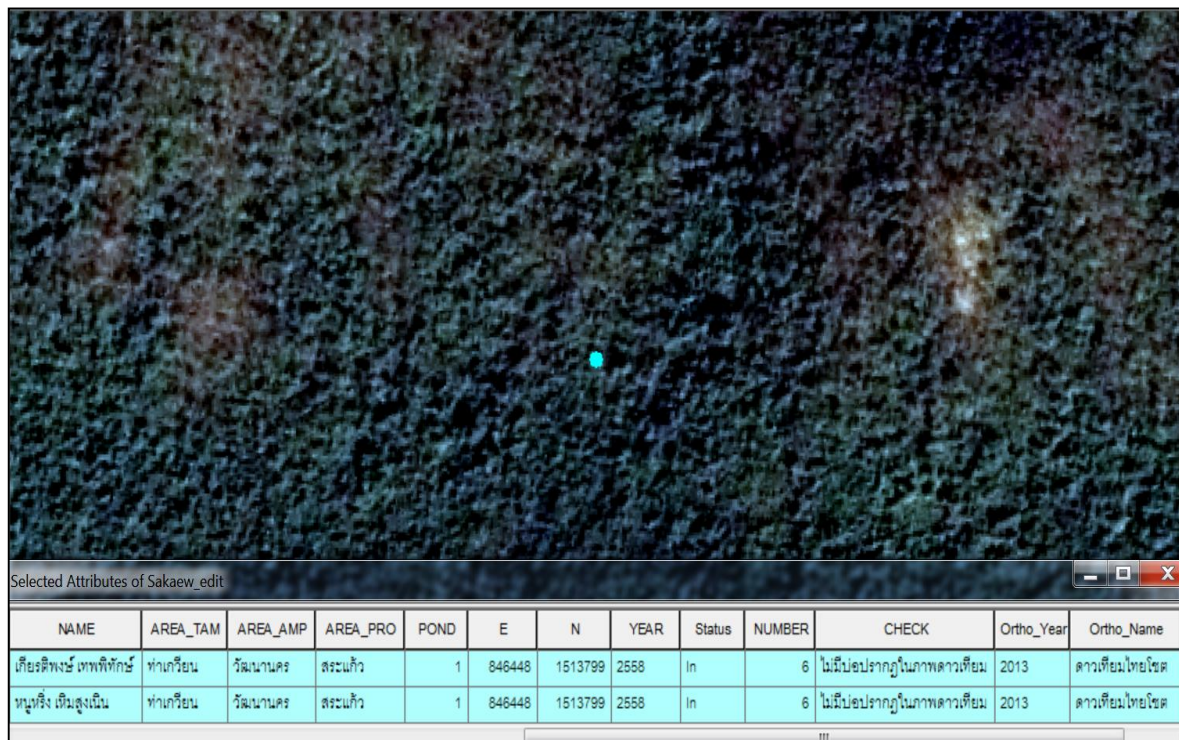 Selected Attributes of Sakaew_edit
NAME AREA_TAM AREA_AMP AREA_PRO POND E N YEAR Status NUMBER CHECK Ortho_Year Ortho_Name
เกียรติพงษ์ เทพพิทักษ์ ท่าเกวียน วัฒนานคร สระแก้ว 1 846448 1513799 2558 In 6 ไม่มีบ่อปรากฏในภาพดาวเทียม 2013 ดาวเทียมไทยโชต
หนูหริ่ง เหิมสูงเนิน ท่าเกวียน วัฒนานคร สระแก้ว 1 846448 1513799 2558 In 6 ไม่มีบ่อปรากฏในภาพดาวเทียม 2013 ดาวเทียมไทยโชต